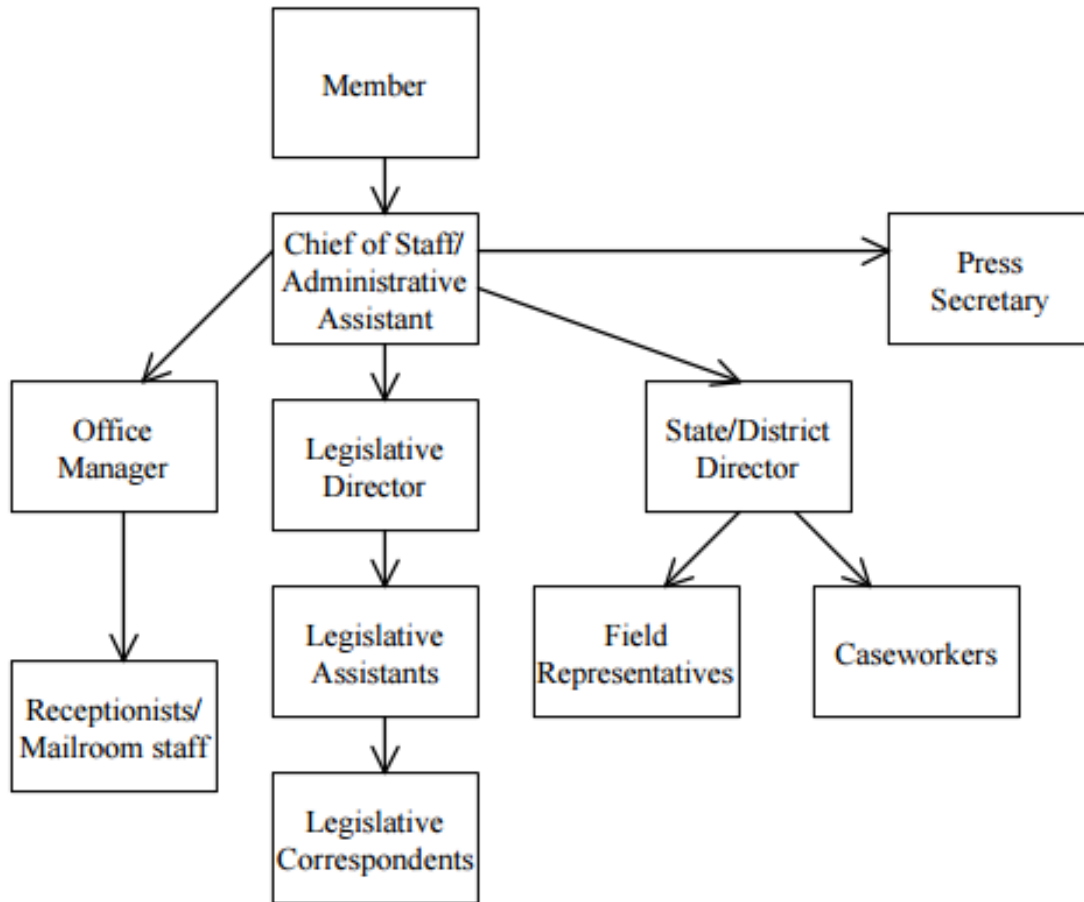 Member
Chief of Staff/
Administrative
Assistant
Press
Secretary
Office
Manager
Legislative
Director
State/District
Director
Legislative
Assistants
Field
Representatives
Caseworkers
Receptionists/
Mailroom staff
Legislative
Correspondents